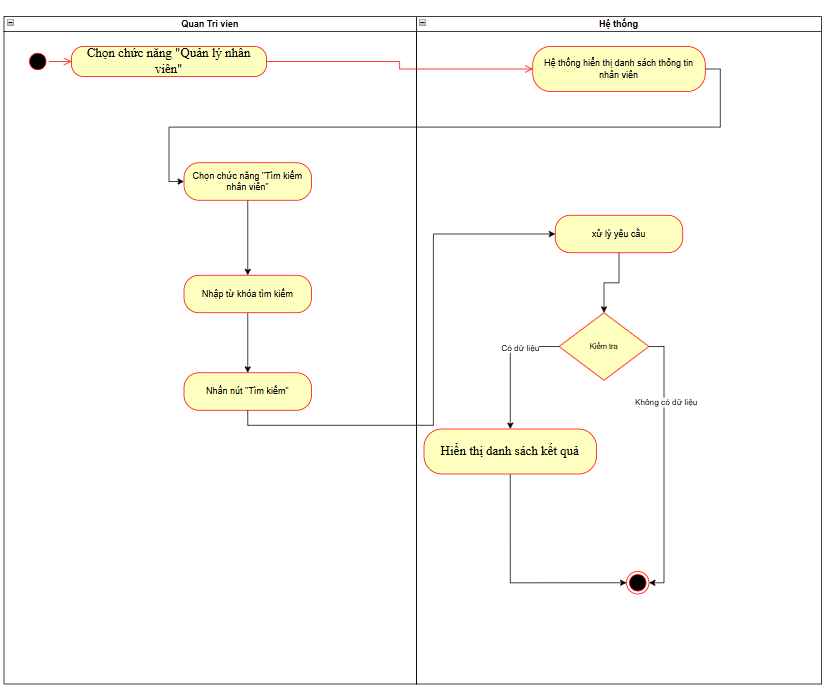 Quan Tri vien
Hệ thống
Chọn chức năng "Quản lý nhân
viên"
Hệ thống hiển thị danh sách thông tin
nhân viên
Chọn chức năng "Tìm kiếm
nhân viên"
xử lý yêu cầu
Nhập từ khóa tìm kiếm
Kiểm tra
Có dữ liệu
Nhấn nút "Tìm kiếm"
Không có dữ liệu
Hiển thị danh sách kết quả